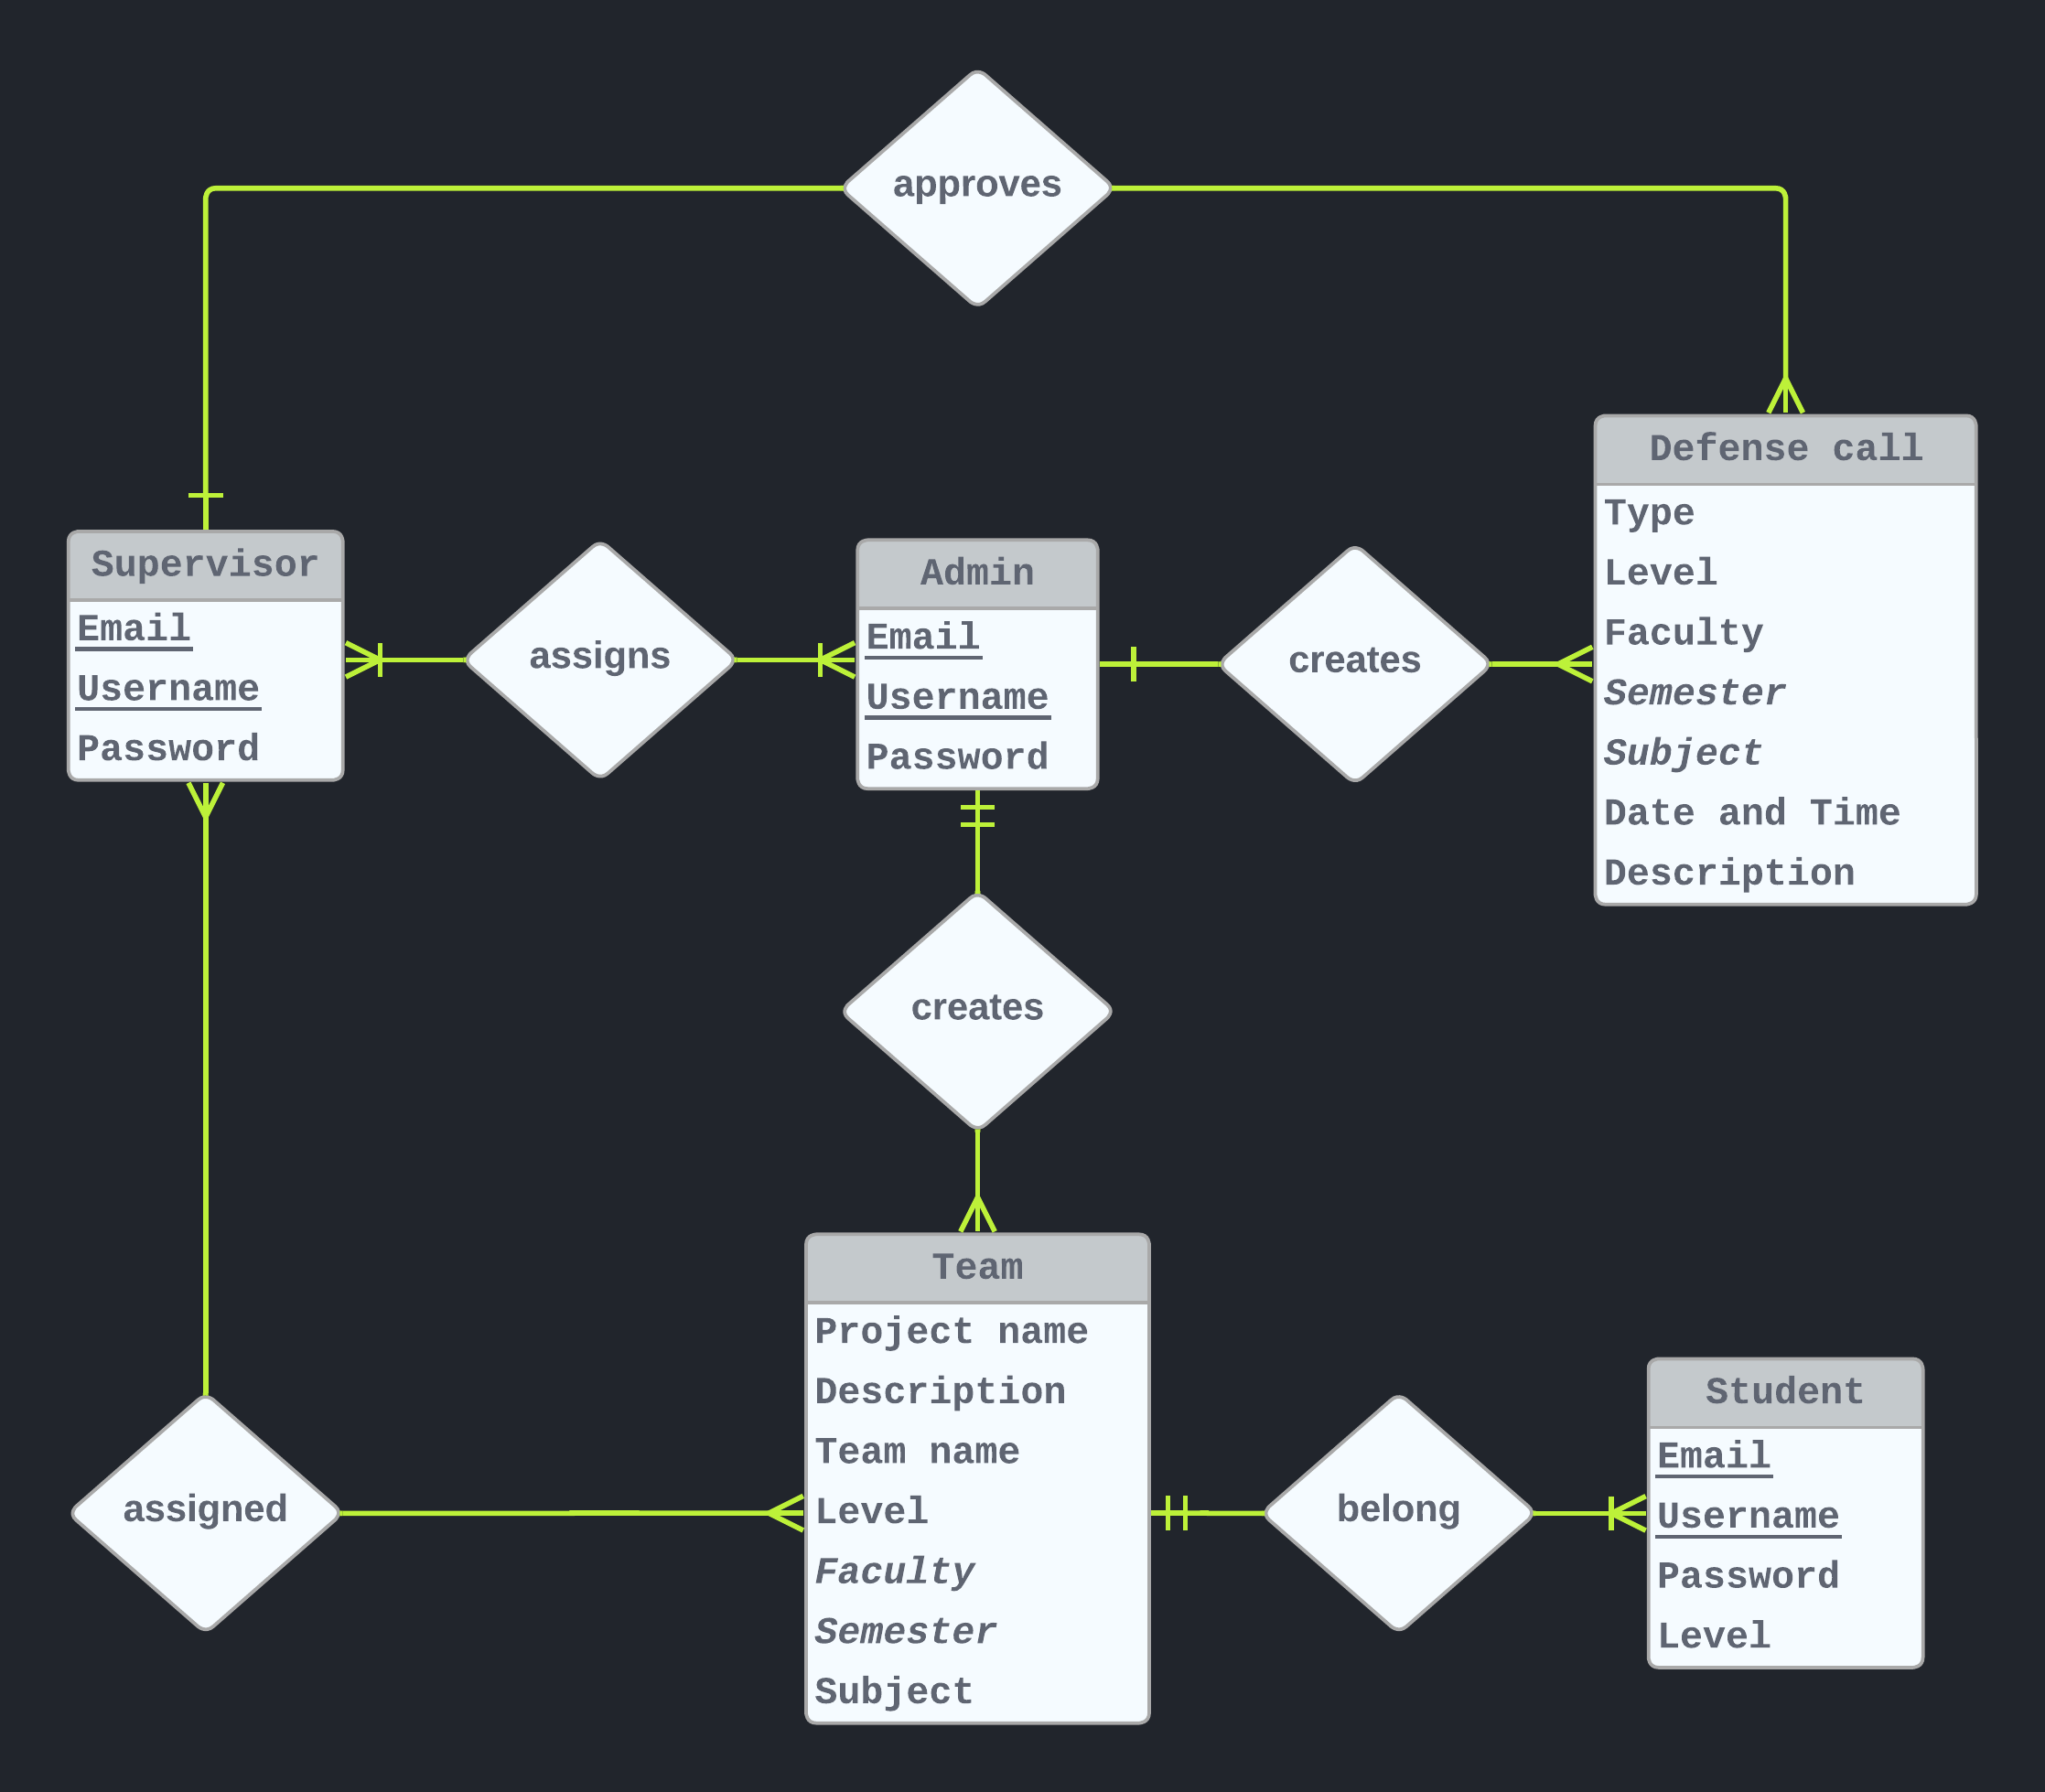 approves
Defense call
Type
Level
Faculty
Semester
Subject
Date and Time
Description
Supervisor
Email
Username
Password
assigns
Admin
Email
Username
Password
creates
creates
Team
Project name
Description
Team name
Level
Faculty
Semester
Subject
assigned
belong
Student
Email
Username
Password
Level